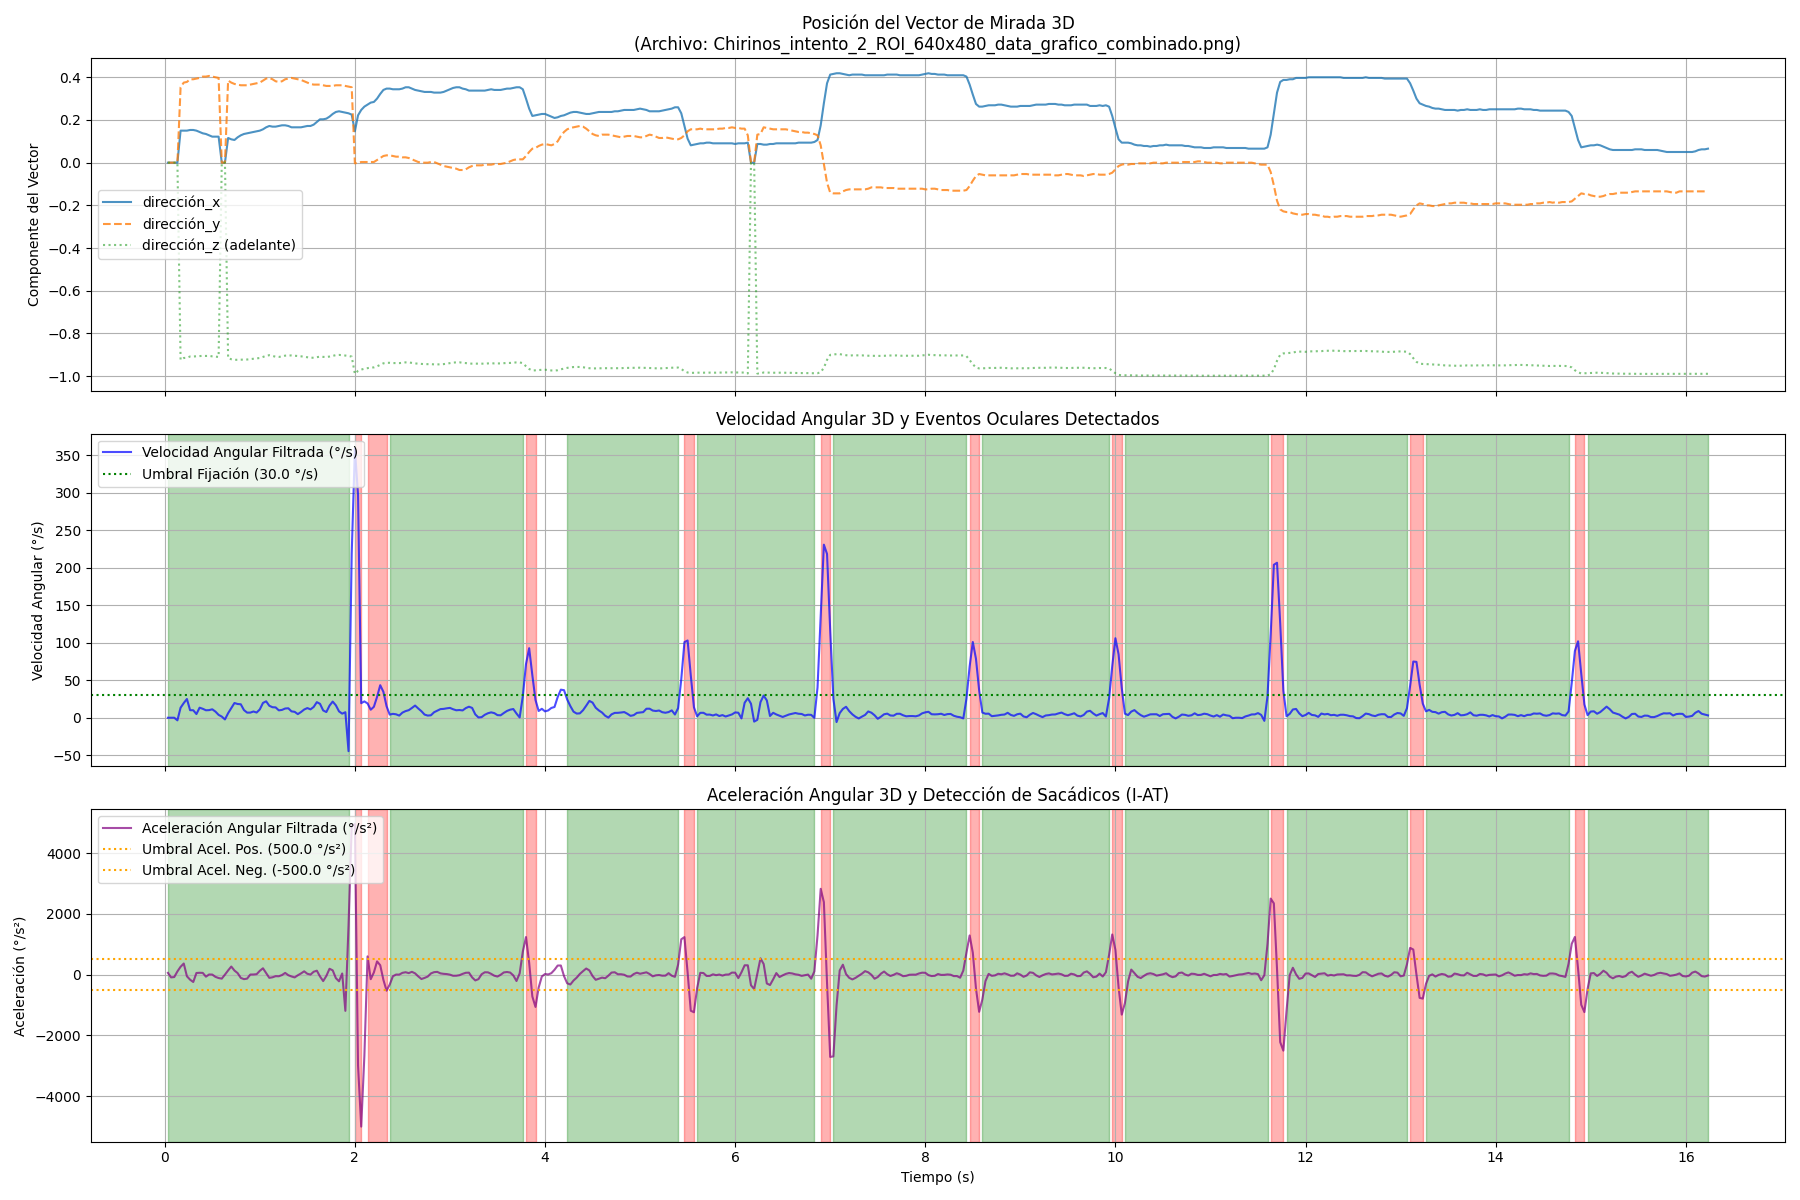 Posición del Vector de Mirada 3D
(Archivo: Chirinos_intento_2_ROI_640x480_data_grafico_combinado.png)
Componente del Vector
0.4
0.2
0.0
−0.2
−0.4
−0.6
−0.8
−1.0
dirección_x
dirección_y
dirección_z (adelante)
Velocidad Angular 3D y Eventos Oculares Detectados
Velocidad Angular (°/s)
350
300
250
200
150
100
50
0
−50
Velocidad Angular Filtrada (°/s)
Umbral Fijación (30.0 °/s)
Aceleración Angular 3D y Detección de Sacádicos (I-AT)
Aceleración (°/s²)
4000
2000
0
−2000
−4000
Aceleración Angular Filtrada (°/s²)
Umbral Acel. Pos. (500.0 °/s²)
Umbral Acel. Neg. (-500.0 °/s²)
0 2 4 6 8 10 12 14 16
Tiempo (s)